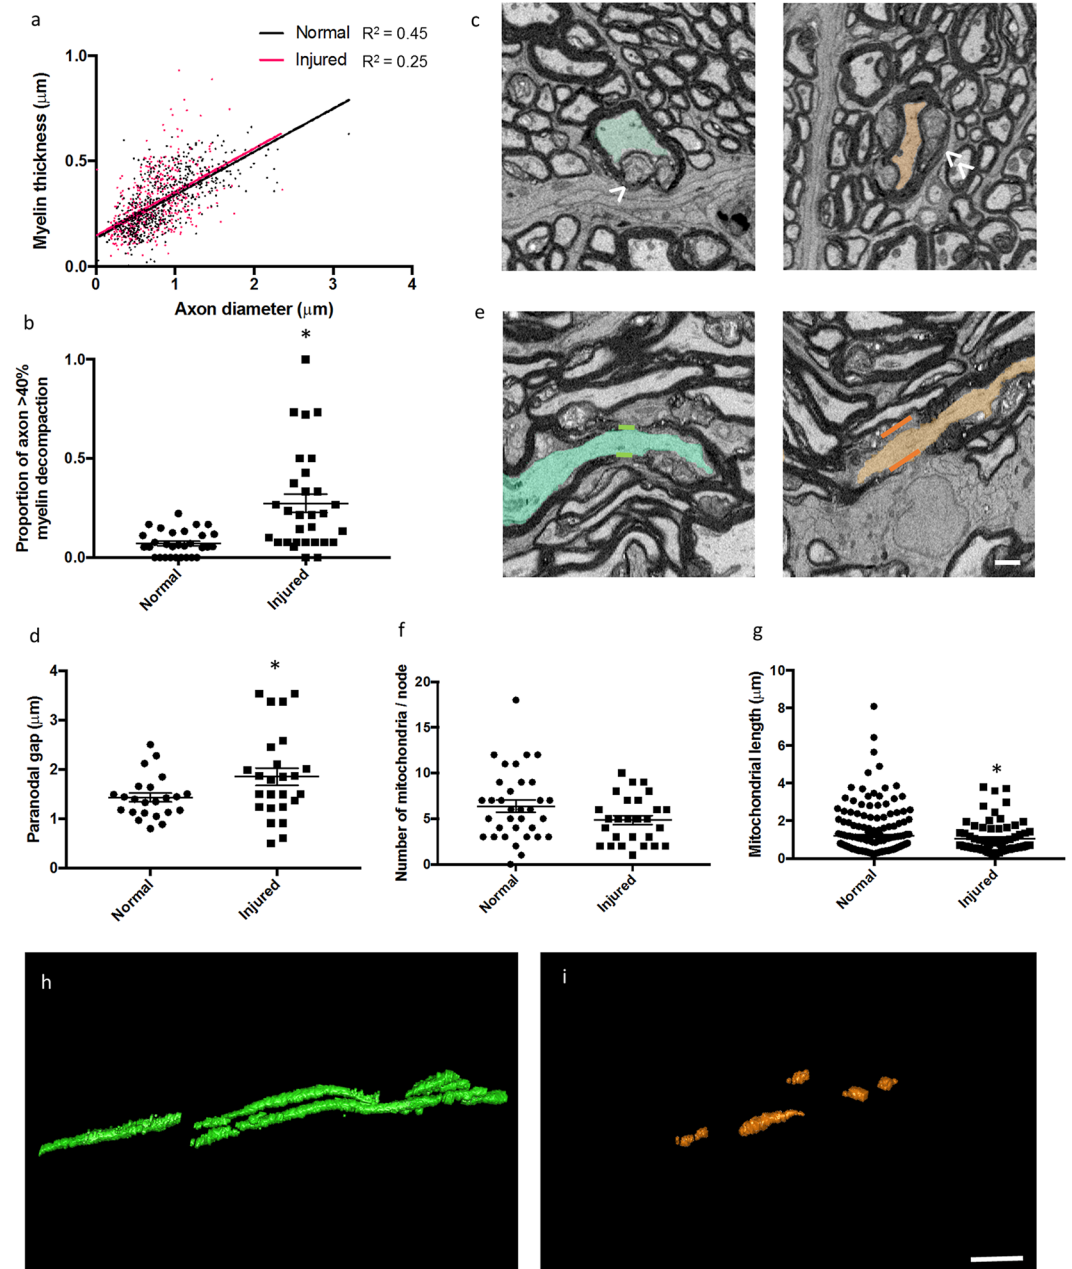 a
Normal R² = 0.45
Injured R² = 0.25
Myelin thickness (μm)
1.0
0.5
0.0
0 1 2 3 4
Axon diameter (μm)
b
*
Proportion of axon >40%
myelin decompaction
1.0
0.5
0.0
Normal
Injured
c
e
d
*
Paranodal gap (μm)
4
3
2
1
0
Normal
Injured
f
Number of mitochondria / node
20
15
10
5
0
Normal
Injured
g
*
Mitochondrial length (μm)
10
8
6
4
2
0
Normal
Injured
h
i